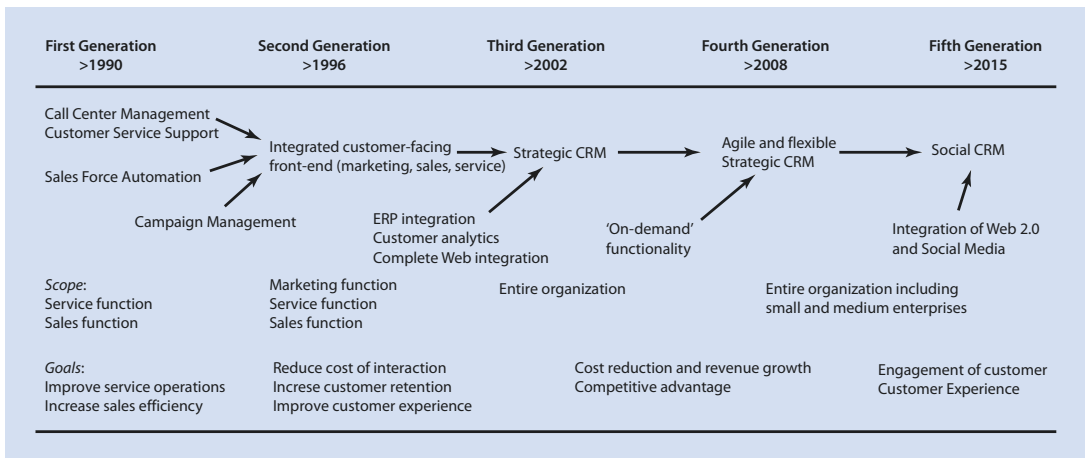 First Generation
>1990
Second Generation
>1996
Third Generation
>2002
Fourth Generation
>2008
Fifth Generation
>2015
Call Center Management
Customer Service Support
Sales Force Automation
Campaign Management
Integrated customer-facing
front-end (marketing, sales, service)
Strategic CRM
ERP integration
Customer analytics
Complete Web integration
Agile and flexible
Strategic CRM
'On-demand'
functionality
Social CRM
Integration of Web 2.0
and Social Media
Scope:
Service function
Sales function
Marketing function
Service function
Sales function
Entire organization
Entire organization including
small and medium enterprises
Goals:
Improve service operations
Increase sales efficiency
Reduce cost of interaction
Increse customer retention
Improve customer experience
Cost reduction and revenue growth
Competitive advantage
Engagement of customer
Customer Experience